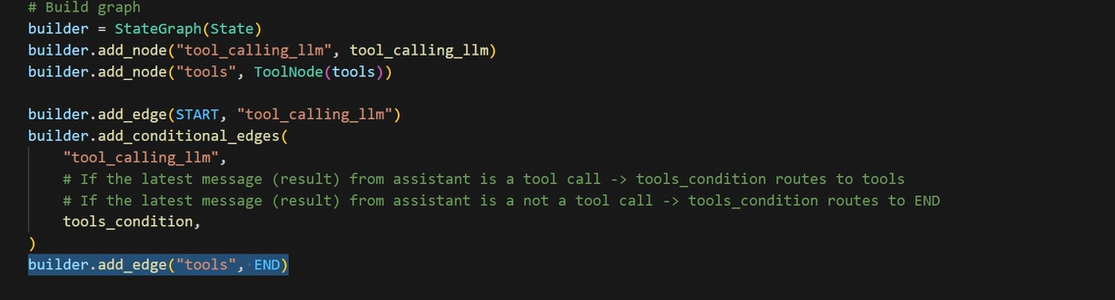 # Build graph
builder = StateGraph(State)
builder.add_node("tool_calling_llm", tool_calling_llm)
builder.add_node("tools", ToolNode(tools))

builder.add_edge(START, "tool_calling_llm")
builder.add_conditional_edges(
    "tool_calling_llm",
    # If the latest message (result) from assistant is a tool call -> tools_condition routes to tools
    # If the latest message (result) from assistant is a not a tool call -> tools_condition routes to END
    tools_condition,
)
builder.add_edge("tools", END)